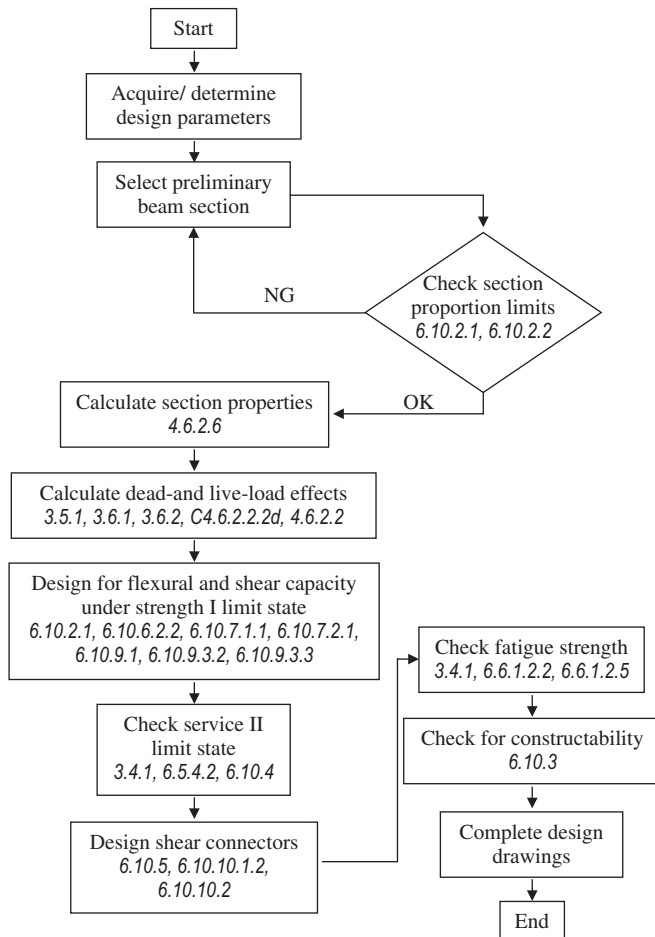 Start
Acquire/ determine
design parameters
Select preliminary
beam section
Check section
proportion limits
6.10.2.1, 6.10.2.2
NG
OK
Calculate section properties
4.6.2.6
Calculate dead-and live-load effects
3.5.1, 3.6.1, 3.6.2, C4.6.2.2.2d, 4.6.2.2
Design for flexural and shear capacity
under strength I limit state
6.10.2.1, 6.10.6.2.2, 6.10.7.1.1, 6.10.7.2.1,
6.10.9.1, 6.10.9.3.2, 6.10.9.3.3
Check service II
limit state
3.4.1, 6.5.4.2, 6.10.4
Design shear connectors
6.10.5, 6.10.10.1.2,
6.10.10.2
Check fatigue strength
3.4.1, 6.6.1.2.2, 6.6.1.2.5
Check for constructability
6.10.3
Complete design
drawings
End